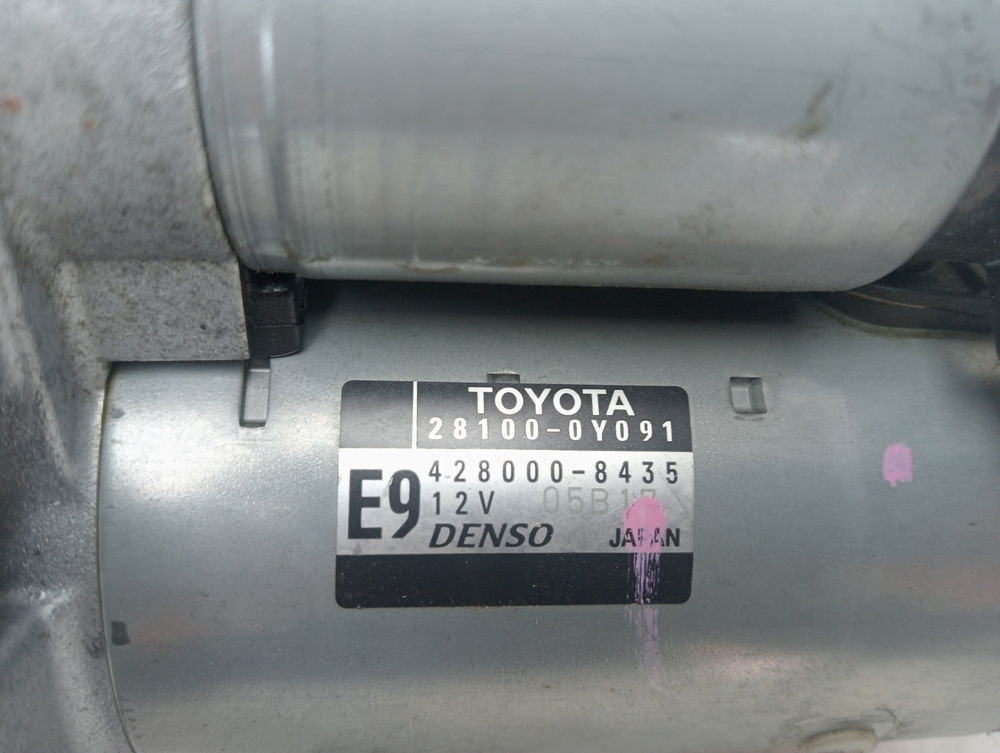 TOYOTA
28100-0Y091
E9
428000-8435
12V
DENSO JAPAN